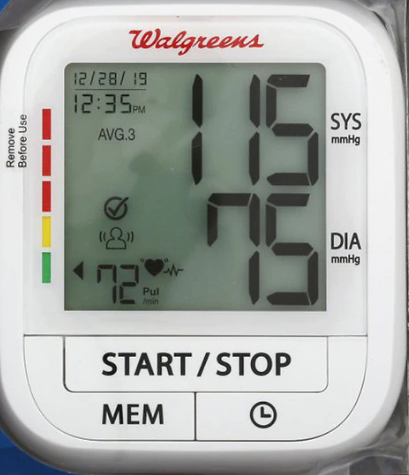 Walgreens
12/28/19
12:35PM
AVG.3
115
SYS
mmHg
75
DIA
mmHg
72 Pul
/min
Remove
Before Use
START / STOP
MEM